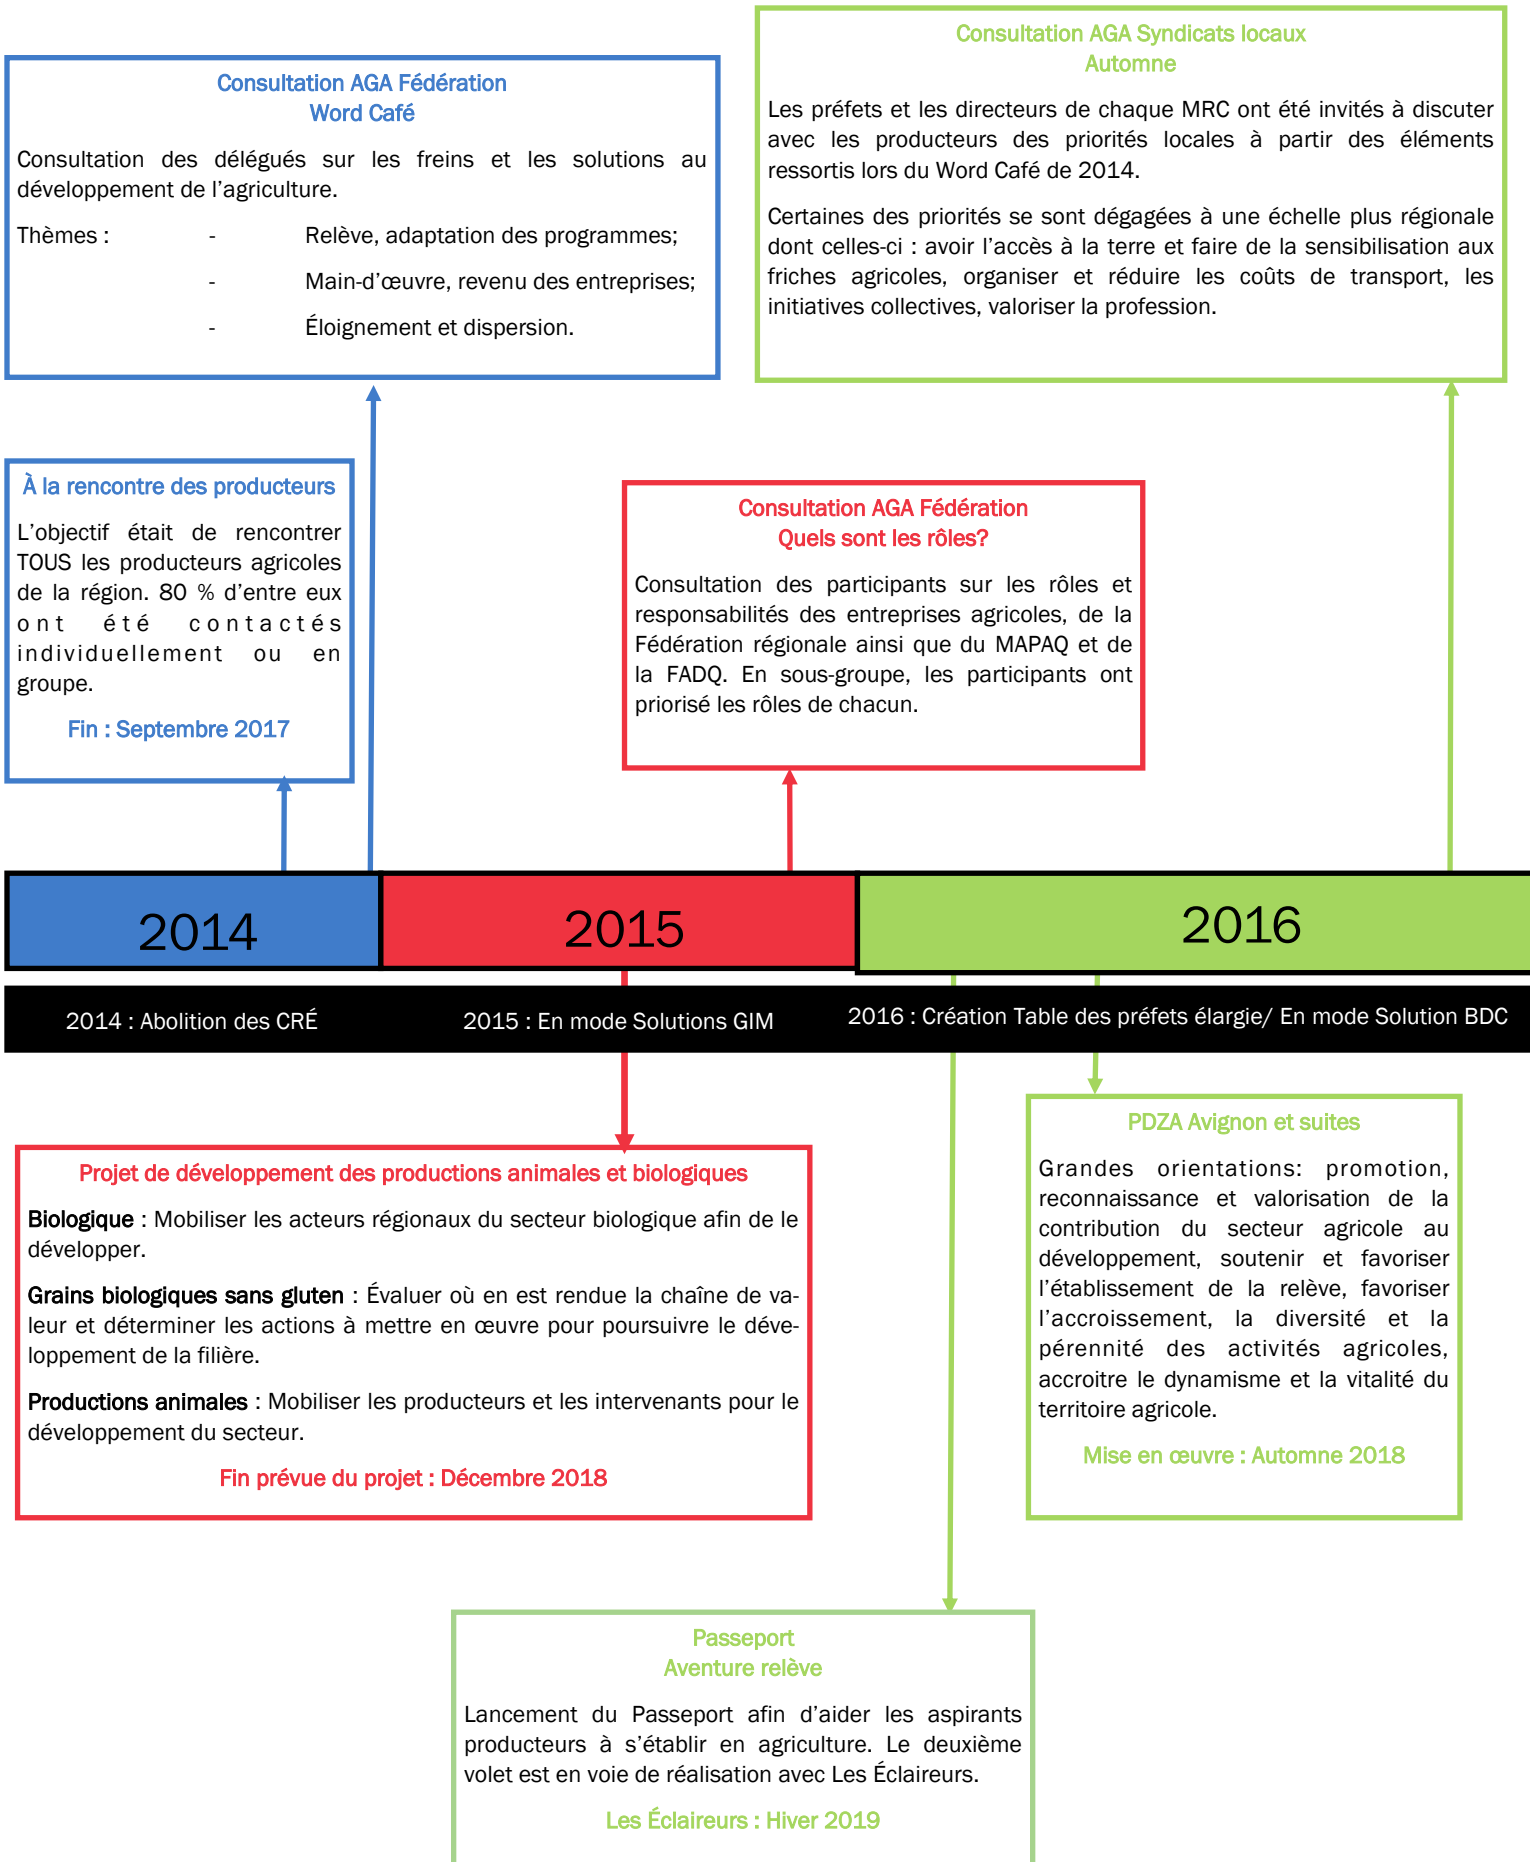 Consultation AGA Fédération
Word Café
Consultation des délégués sur les freins et les solutions au
développement de l'agriculture.
Thèmes : - Relève, adaptation des programmes;
- Main-d'œuvre, revenu des entreprises;
- Éloignement et dispersion.
Consultation AGA Syndicats locaux
Automne
Les préfets et les directeurs de chaque MRC ont été invités à discuter
avec les producteurs des priorités locales à partir des éléments
ressortis lors du Word Café de 2014.
Certaines des priorités se sont dégagées à une échelle plus régionale
dont celles-ci : avoir l'accès à la terre et faire de la sensibilisation aux
friches agricoles, organiser et réduire les coûts de transport, les
initiatives collectives, valoriser la profession.
À la rencontre des producteurs
L'objectif était de rencontrer
TOUS les producteurs agricoles
de la région. 80 % d'entre eux
ont été contactés
individuellement ou en
groupe.
Fin : Septembre 2017
Consultation AGA Fédération
Quels sont les rôles?
Consultation des participants sur les rôles et
responsabilités des entreprises agricoles, de la
Fédération régionale ainsi que du MAPAQ et de
la FADQ. En sous-groupe, les participants ont
priorisé les rôles de chacun.
2014
2015
2016
2014 : Abolition des CRÉ
2015 : En mode Solutions GIM
2016 : Création Table des préfets élargie/ En mode Solution BDC
Projet de développement des productions animales et biologiques
Biologique : Mobiliser les acteurs régionaux du secteur biologique afin de le
développer.
Grains biologiques sans gluten : Évaluer où en est rendue la chaîne de va-
leur et déterminer les actions à mettre en œuvre pour poursuivre le déve-
loppement de la filière.
Productions animales : Mobiliser les producteurs et les intervenants pour le
développement du secteur.
Fin prévue du projet : Décembre 2018
PDZA Avignon et suites
Grandes orientations: promotion,
reconnaissance et valorisation de la
contribution du secteur agricole au
développement, soutenir et favoriser
l'établissement de la relève, favoriser
l'accroissement, la diversité et la
pérennité des activités agricoles,
accroitre le dynamisme et la vitalité du
territoire agricole.
Mise en œuvre : Automne 2018
Passeport
Aventure relève
Lancement du Passeport afin d'aider les aspirants
producteurs à s'établir en agriculture. Le deuxième
volet est en voie de réalisation avec Les Éclaireurs.
Les Éclaireurs : Hiver 2019